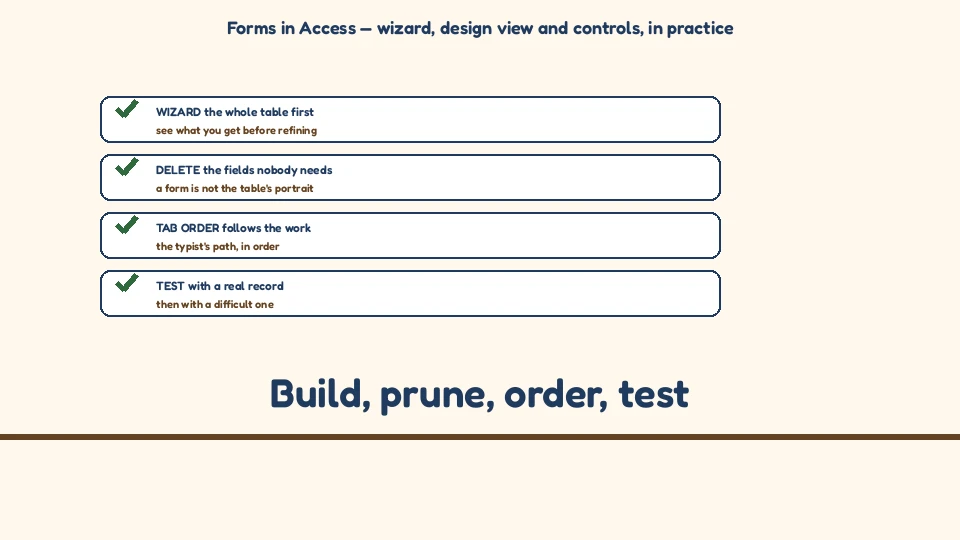 Forms in Access — wizard, design view and controls, in practice
WIZARD the whole table first
see what you get before refining
DELETE the fields nobody needs
a form is not the table's portrait
TAB ORDER follows the work
the typist's path, in order
TEST with a real record
then with a difficult one
Build, prune, order, test